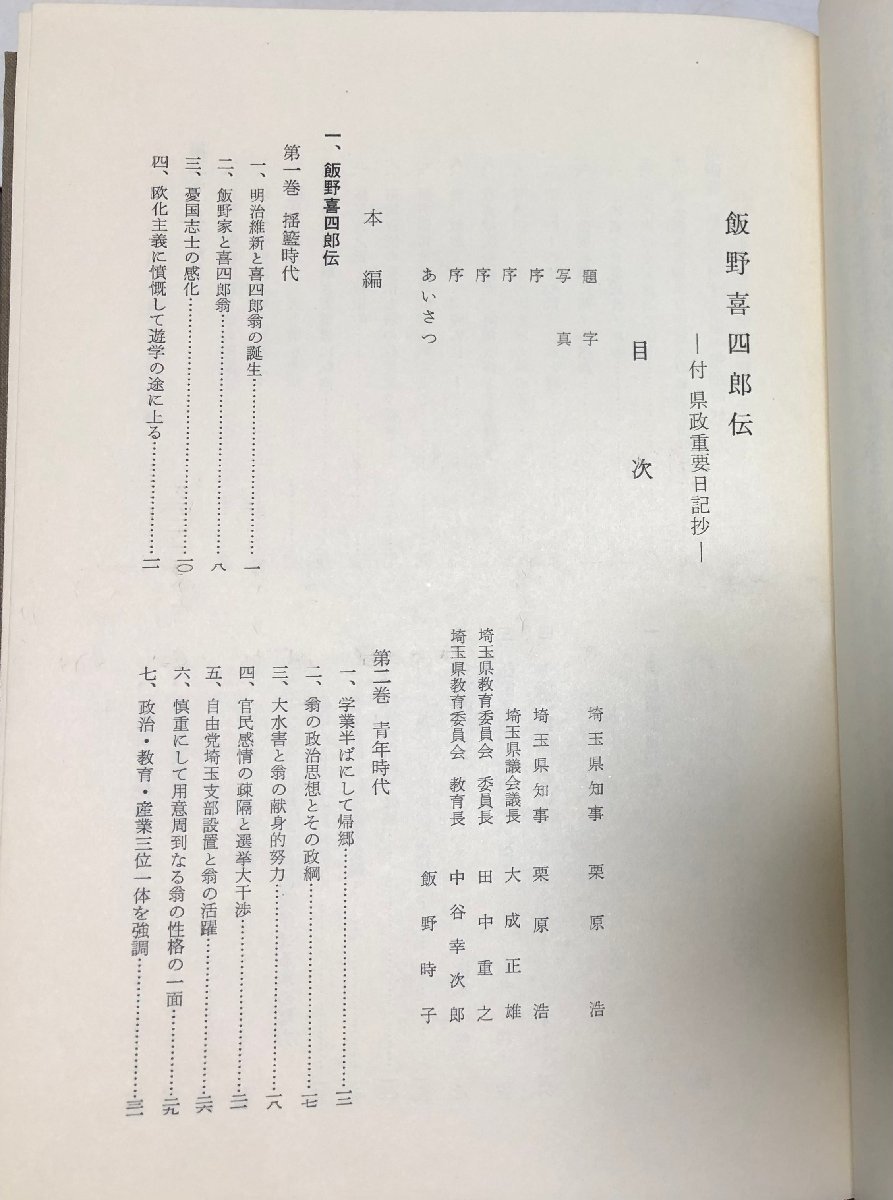 飯野喜四郎伝
―付 県政重要日記抄―
目次
題字 埼玉県知事 栗原浩
写真
序 埼玉県知事 栗原浩
序 埼玉県議会議長 大成正雄
序 埼玉県教育委員会 委員長 田中重之
序 埼玉県教育委員会 教育長 中谷幸次郎
あいさつ 飯野時子
本編
一、飯野喜四郎伝
第一巻 揺籃時代
一、明治維新と喜四郎翁の誕生……一
二、飯野家と喜四郎翁……八
三、憂国志士の感化……一〇
四、欧化主義に憤慨して遊学の途に上る……一一
第二巻 青年時代
一、学業半ばにして帰郷……一三
二、翁の政治思想とその政綱……一七
三、大水害と翁の献身的努力……一八
四、官民感情の疎隔と選挙大干渉……二一
五、自由党埼玉支部設置と翁の活躍……二六
六、慎重にして用意周到なる翁の性格の一面……二九
七、政治・教育・産業三位一体を強調……三一